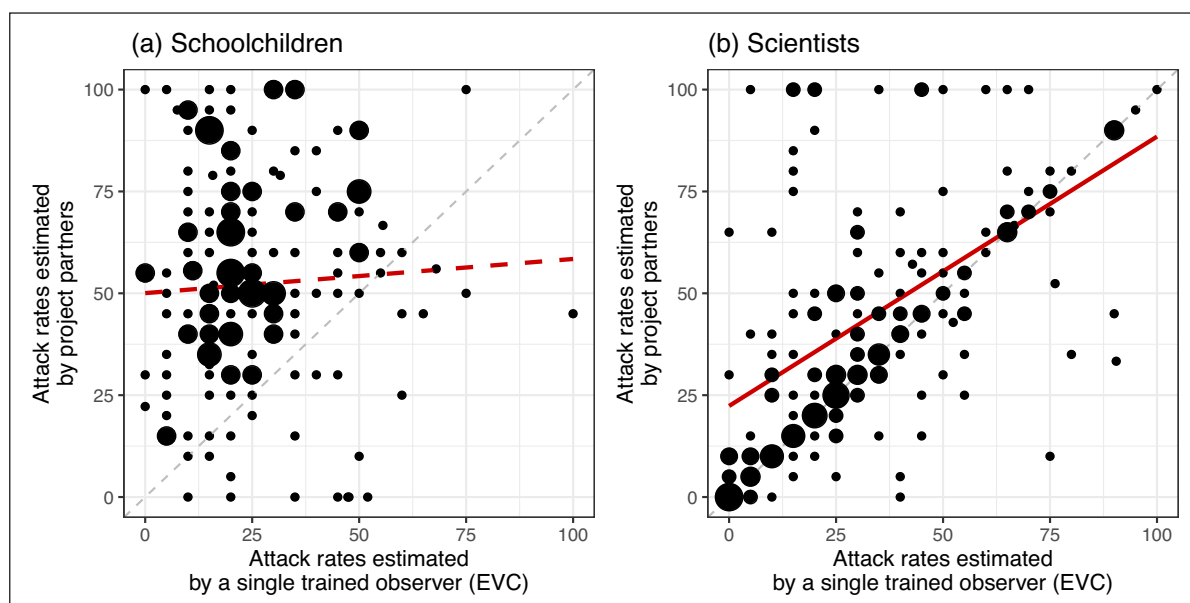 (a) Schoolchildren
100
75
50
25
0
Attack rates estimated
by project partners
0 25 50 75 100
Attack rates estimated
by a single trained observer (EVC)
(b) Scientists
100
75
50
25
0
Attack rates estimated
by project partners
0 25 50 75 100
Attack rates estimated
by a single trained observer (EVC)